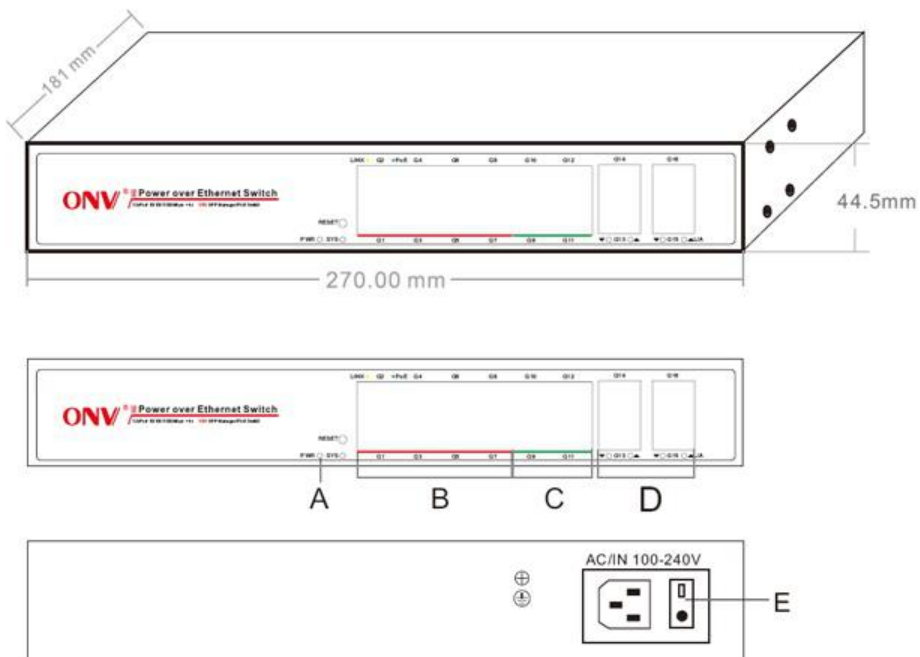 181 mm
LINK G2 PoE G4 G6 G8 G10 G12 G14 G16
ONV Power over Ethernet Switch
RESET
PWR SYS G1 G3 G5 G7 G9 G11 G13 G15 L/A
44.5mm
270.00 mm
LINK G2 PoE G4 G6 G8 G10 G12 G14 G16
ONV Power over Ethernet Switch
RESET
PWR SYS G1 G3 G5 G7 G9 G11 G13 G15 L/A
A B C D
AC/IN 100-240V
E